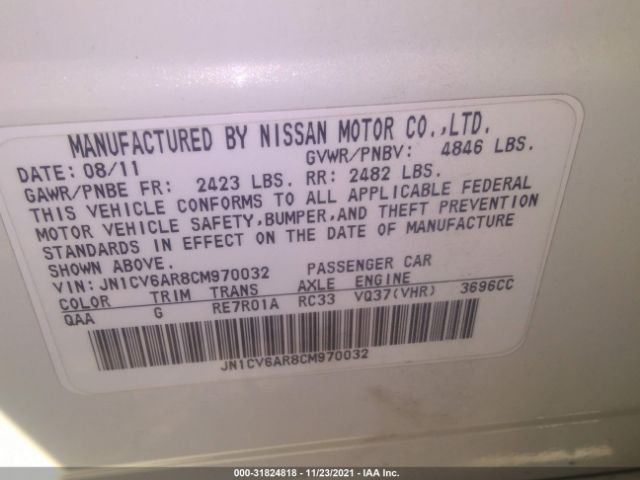 MANUFACTURED BY NISSAN MOTOR CO.,LTD.
DATE: 08/11 GVWR/PNBV: 4846 LBS.
GAWR/PNBE FR: 2423 LBS. RR: 2482 LBS.
THIS VEHICLE CONFORMS TO ALL APPLICABLE FEDERAL
MOTOR VEHICLE SAFETY,BUMPER,AND THEFT PREVENTION
STANDARDS IN EFFECT ON THE DATE OF MANUFACTURE
SHOWN ABOVE.
VIN: JN1CV6AR8CM970032 PASSENGER CAR
COLOR TRIM TRANS AXLE ENGINE
QAA G RE7R01A RC33 VQ37(VHR) 3696CC
JN1CV6AR8CM970032
000-31824818 - 11/23/2021 - IAA Inc.